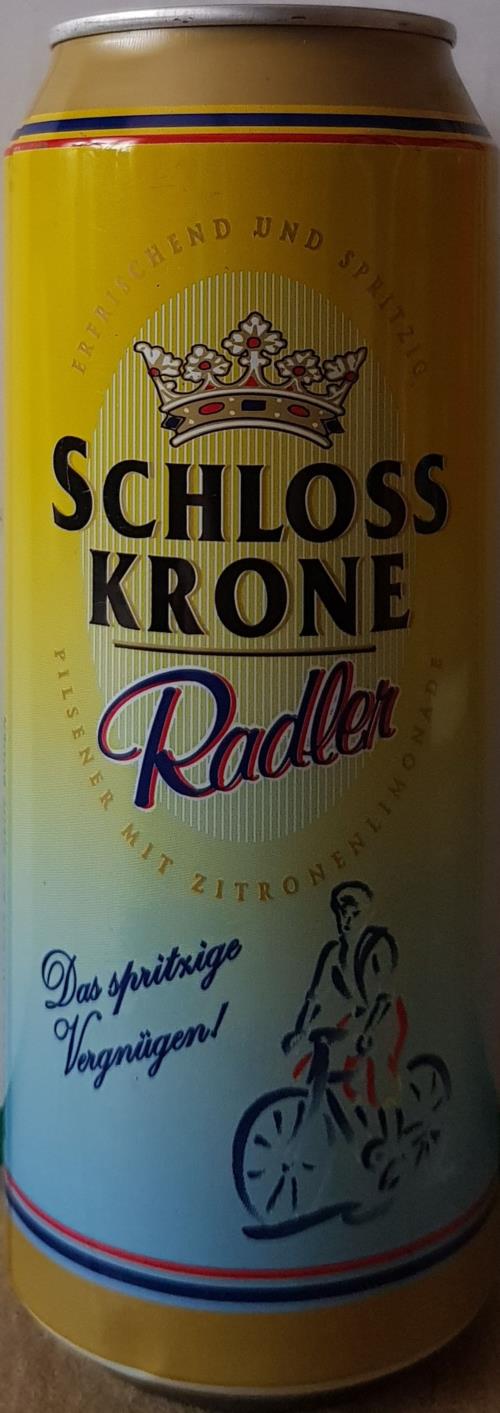 ERFRISCHEND UND SPRITZIG
SCHLOSS
KRONE
Radler
PILSENER MIT ZITRONENLIMONADE
Das spritzige
Vergnügen!